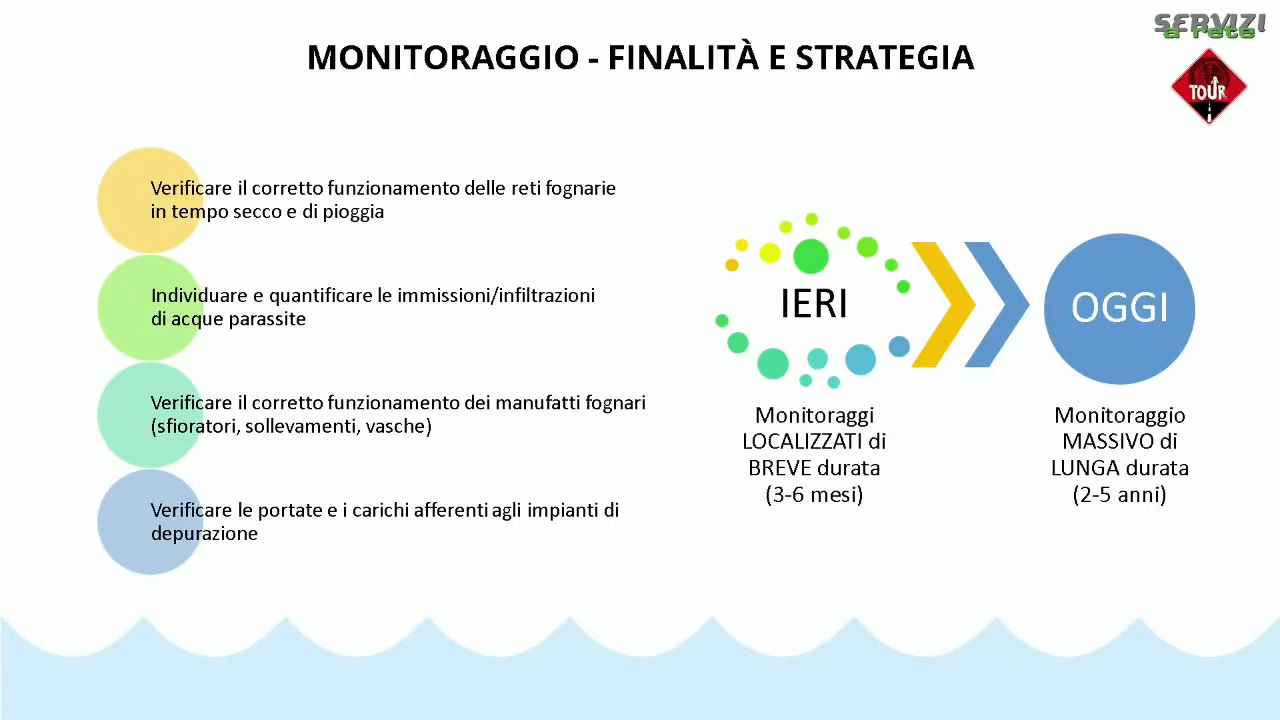 SERVIZI
a rete
TOUR
MONITORAGGIO - FINALITÀ E STRATEGIA
Verificare il corretto funzionamento delle reti fognarie
in tempo secco e di pioggia
Individuare e quantificare le immissioni/infiltrazioni
di acque parassite
Verificare il corretto funzionamento dei manufatti fognari
(sfioratori, sollevamenti, vasche)
Verificare le portate e i carichi afferenti agli impianti di
depurazione
IERI
Monitoraggi
LOCALIZZATI di
BREVE durata
(3-6 mesi)
OGGI
Monitoraggio
MASSIVO di
LUNGA durata
(2-5 anni)